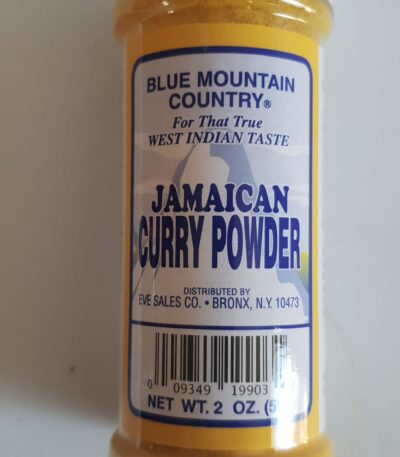 BLUE MOUNTAIN
COUNTRY®
For That True
WEST INDIAN TASTE
JAMAICAN
CURRY POWDER
DISTRIBUTED BY
EVE SALES CO. • BRONX, N.Y. 10473
0 09349 19903
NET WT. 2 OZ. (5